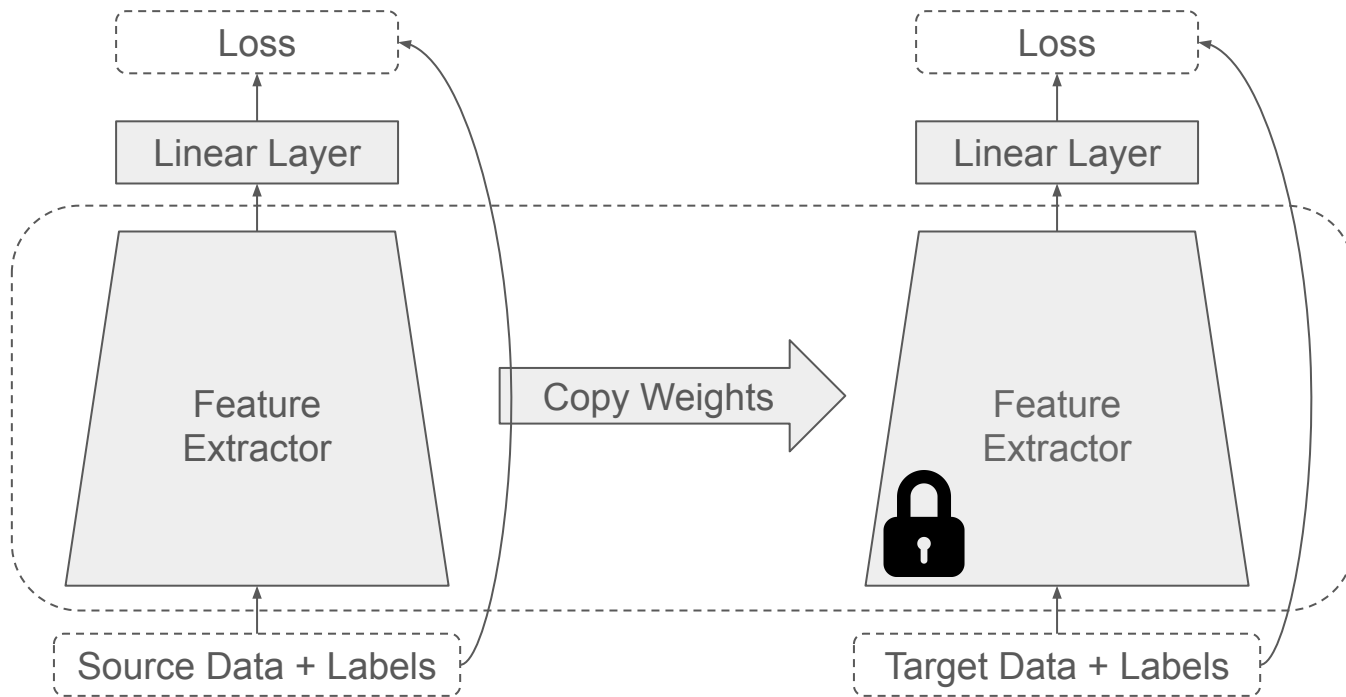 Loss
Linear Layer
Feature
Extractor
Source Data + Labels
Copy Weights
Loss
Linear Layer
Feature
Extractor
Target Data + Labels